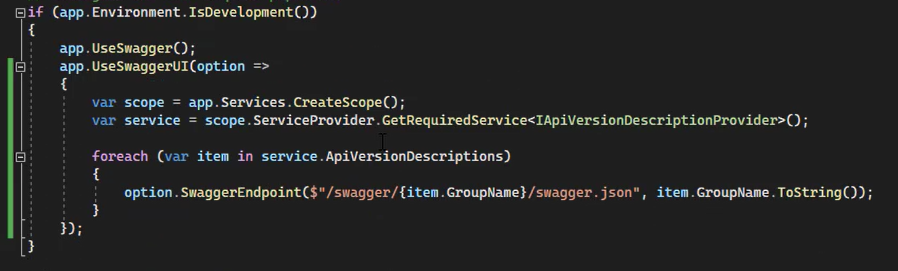 if (app.Environment.IsDevelopment())
{
    app.UseSwagger();
    app.UseSwaggerUI(option =>
    {
        var scope = app.Services.CreateScope();
        var service = scope.ServiceProvider.GetRequiredService<IApiVersionDescriptionProvider>();

        foreach (var item in service.ApiVersionDescriptions)
        {
            option.SwaggerEndpoint($"/swagger/{item.GroupName}/swagger.json", item.GroupName.ToString());
        }
    });
}